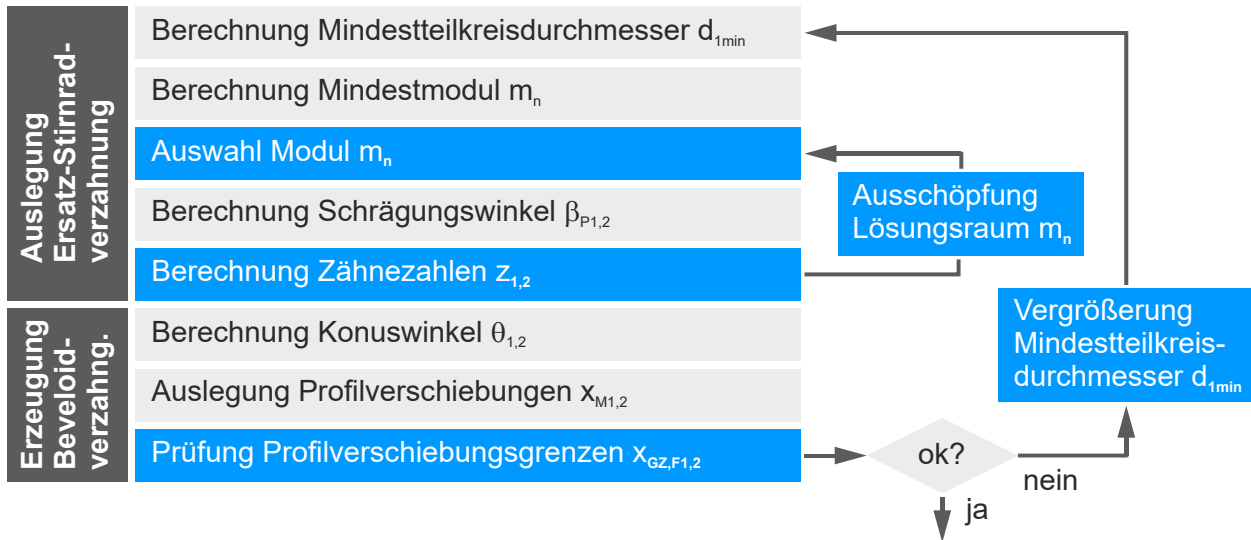 Auslegung
Ersatz-Stirnrad-
verzahnung
Berechnung Mindestteilkreisdurchmesser d1min
Berechnung Mindestmodul mn
Auswahl Modul mn
Berechnung Schrägungswinkel βP1,2
Berechnung Zähnezahlen z1,2
Ausschöpfung
Lösungsraum mn
Erzeugung
Beveloid-
verzahng.
Berechnung Konuswinkel θ1,2
Auslegung Profilverschiebungen xM1,2
Prüfung Profilverschiebungsgrenzen xGZ,F1,2
Vergrößerung
Mindestteilkreis-
durchmesser d1min
ok?
nein
ja